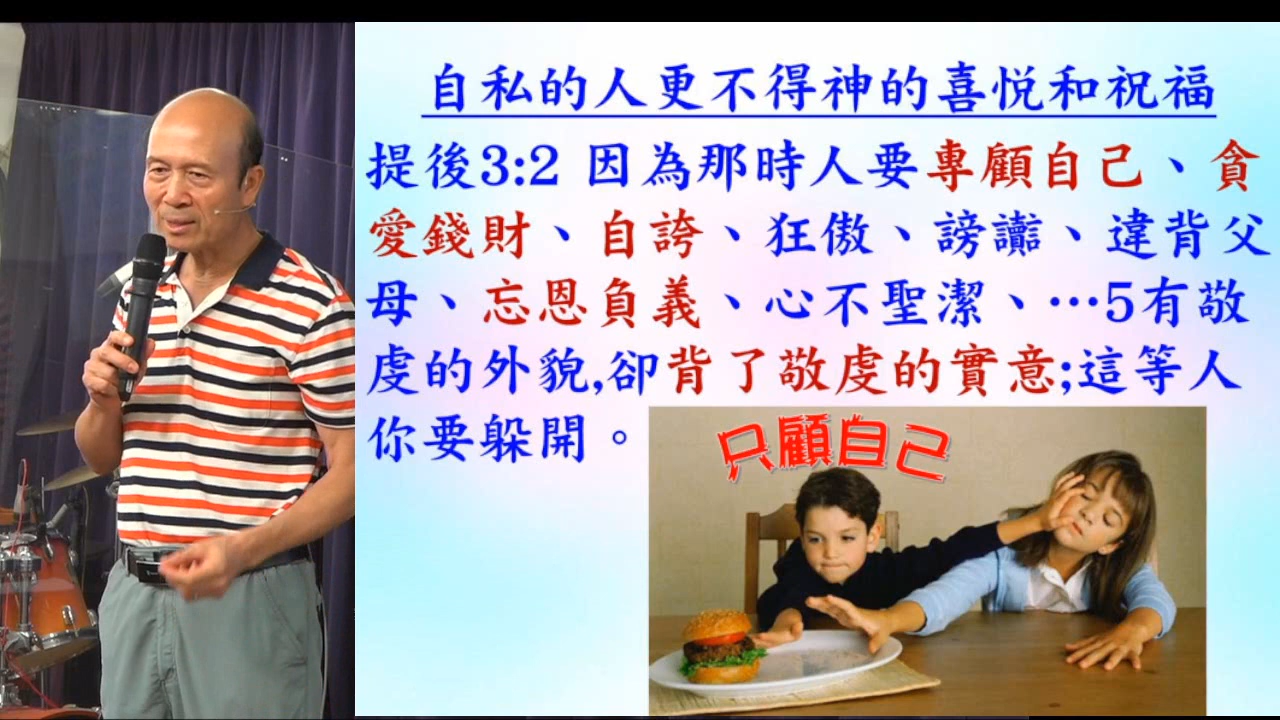 自私的人更不得神的喜悅和祝福
提後3:2 因為那時人要專顧自己、貪
愛錢財、自誇、狂傲、謗讟、違背父
母、忘恩負義、心不聖潔、…5有敬
虔的外貌,卻背了敬虔的實意;這等人
你要躲開。
只顧自己